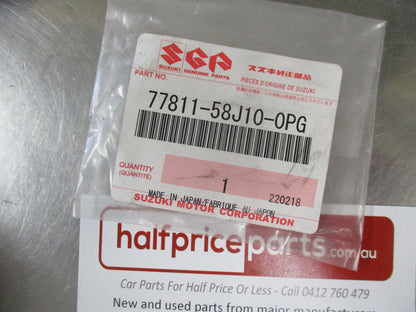 SGP
SUZUKI GENUINE PARTS
スズキ純正部品
PIÈCES D'ORIGINE DE SUZUKI
PART NO.
77811-58J10-0PG
QUANTITY
(QUANTITÉ)
1
220218
MADE IN JAPAN/FABRIQUE AU JAPON
SUZUKI MOTOR CORPORATION
halfpriceparts.com.au
Car Parts For Half Price Or Less - Call 0412 760 479
New and used parts from major manufacturers